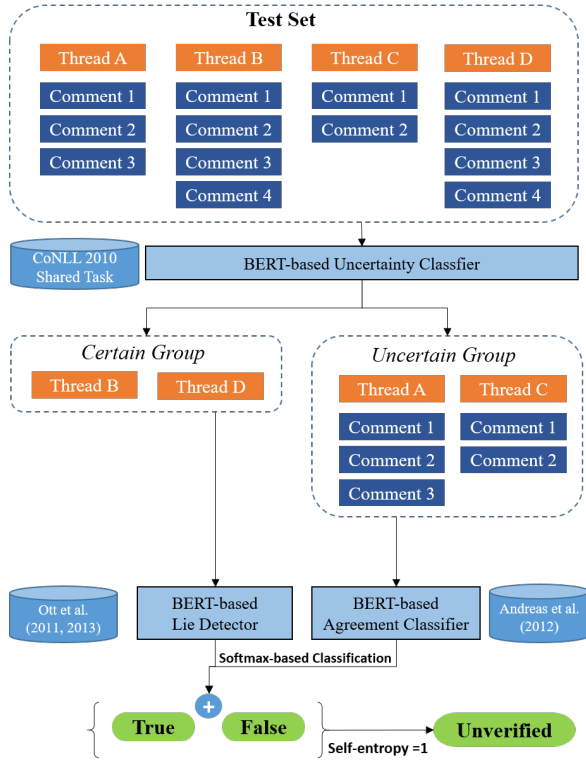 Test Set
Thread A Thread B Thread C Thread D
Comment 1 Comment 1 Comment 1 Comment 1
Comment 2 Comment 2 Comment 2 Comment 2
Comment 3 Comment 3 Comment 3
Comment 4 Comment 4
CoNLL 2010
Shared Task
BERT-based Uncertainty Classfier
Certain Group
Thread B Thread D
Uncertain Group
Thread A Thread C
Comment 1 Comment 1
Comment 2 Comment 2
Comment 3
Ott et al.
(2011, 2013)
BERT-based
Lie Detector
BERT-based
Agreement Classifier
Andreas et al.
(2012)
Softmax-based Classification
+
True False
Self-entropy =1
Unverified